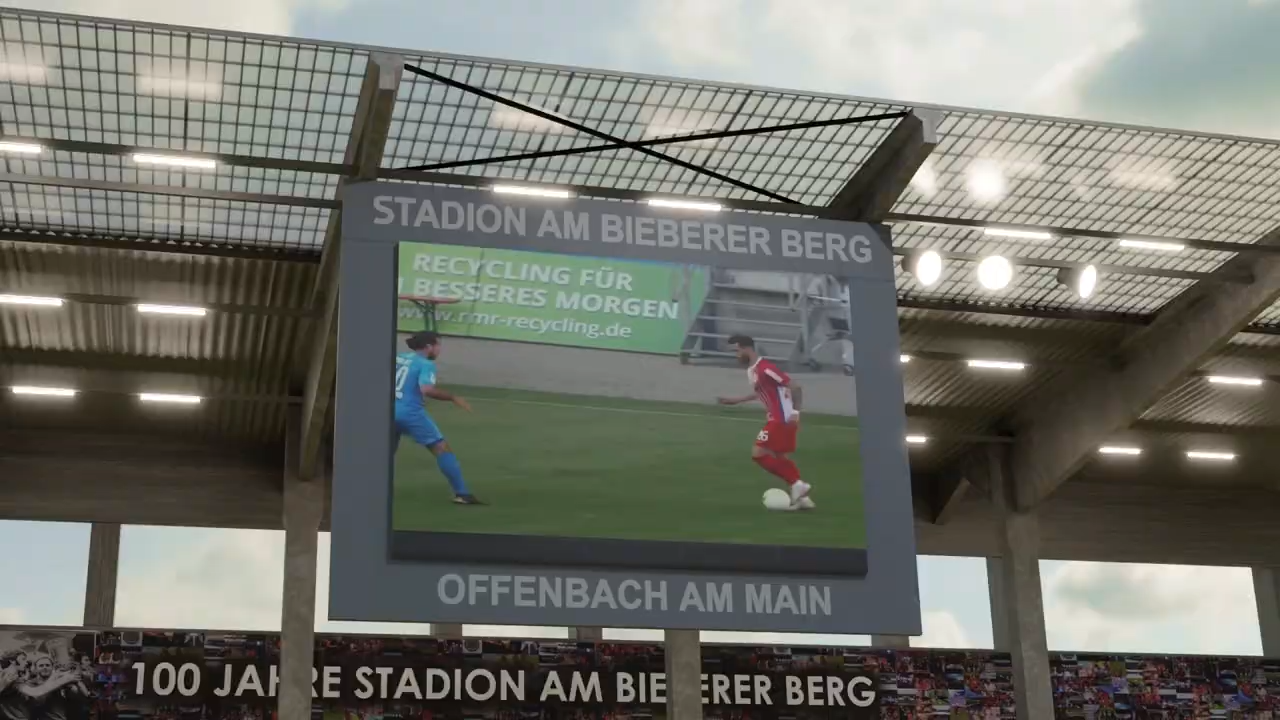 STADION AM BIEBERER BERG
RECYCLING FÜR
BESSERES MORGEN
www.rmr-recycling.de
OFFENBACH AM MAIN
100 JAHRE STADION AM BIEBERER BERG